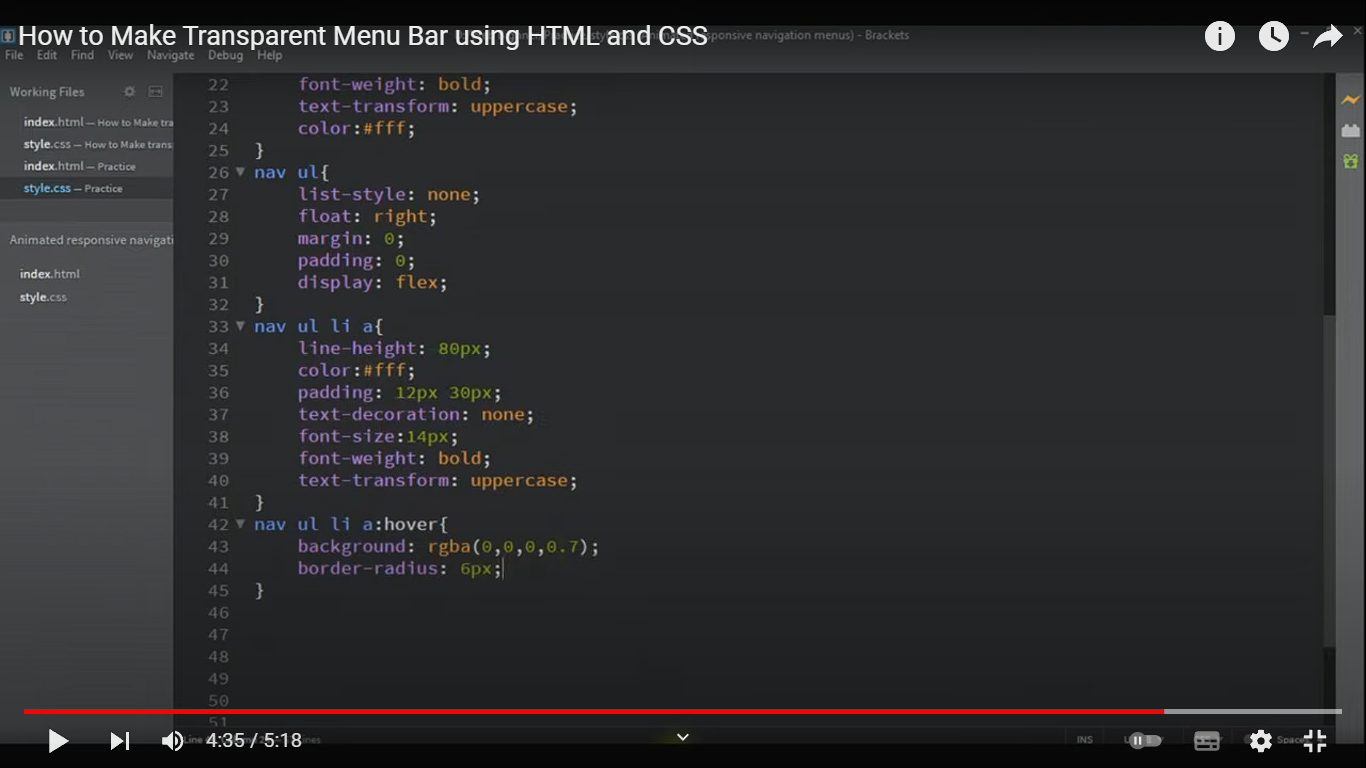 How to Make Transparent Menu Bar using HTML and CSS
responsive navigation menus) - Brackets
File Edit Find View Navigate Debug Help
Working Files
index.html — How to Make tra
style.css — How to Make trans
index.html — Practice
style.css — Practice
Animated responsive navigati
index.html
style.css
22 font-weight: bold;
23 text-transform: uppercase;
24 color:#fff;
25 }
26 nav ul{
27 list-style: none;
28 float: right;
29 margin: 0;
30 padding: 0;
31 display: flex;
32 }
33 nav ul li a{
34 line-height: 80px;
35 color:#fff;
36 padding: 12px 30px;
37 text-decoration: none;
38 font-size:14px;
39 font-weight: bold;
40 text-transform: uppercase;
41 }
42 nav ul li a:hover{
43 background: rgba(0,0,0,0.7);
44 border-radius: 6px;
45 }
46
47
48
49
50
51
4:35 / 5:18
INS